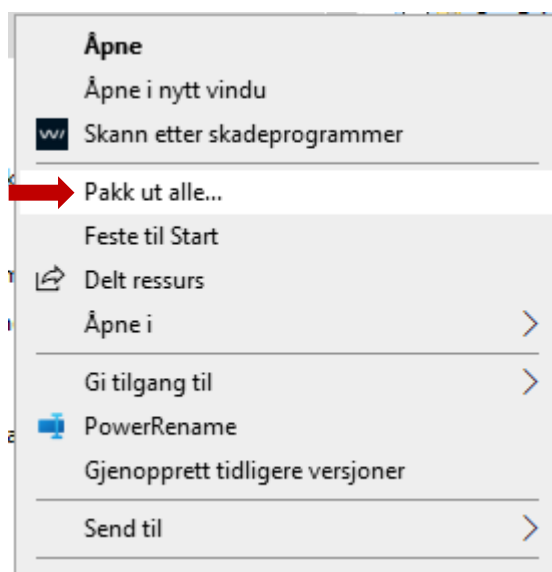 Åpne
Åpne i nytt vindu
Skann etter skadeprogrammer
Pakk ut alle...
Feste til Start
Delt ressurs
Åpne i
Gi tilgang til
PowerRename
Gjenopprett tidligere versjoner
Send til